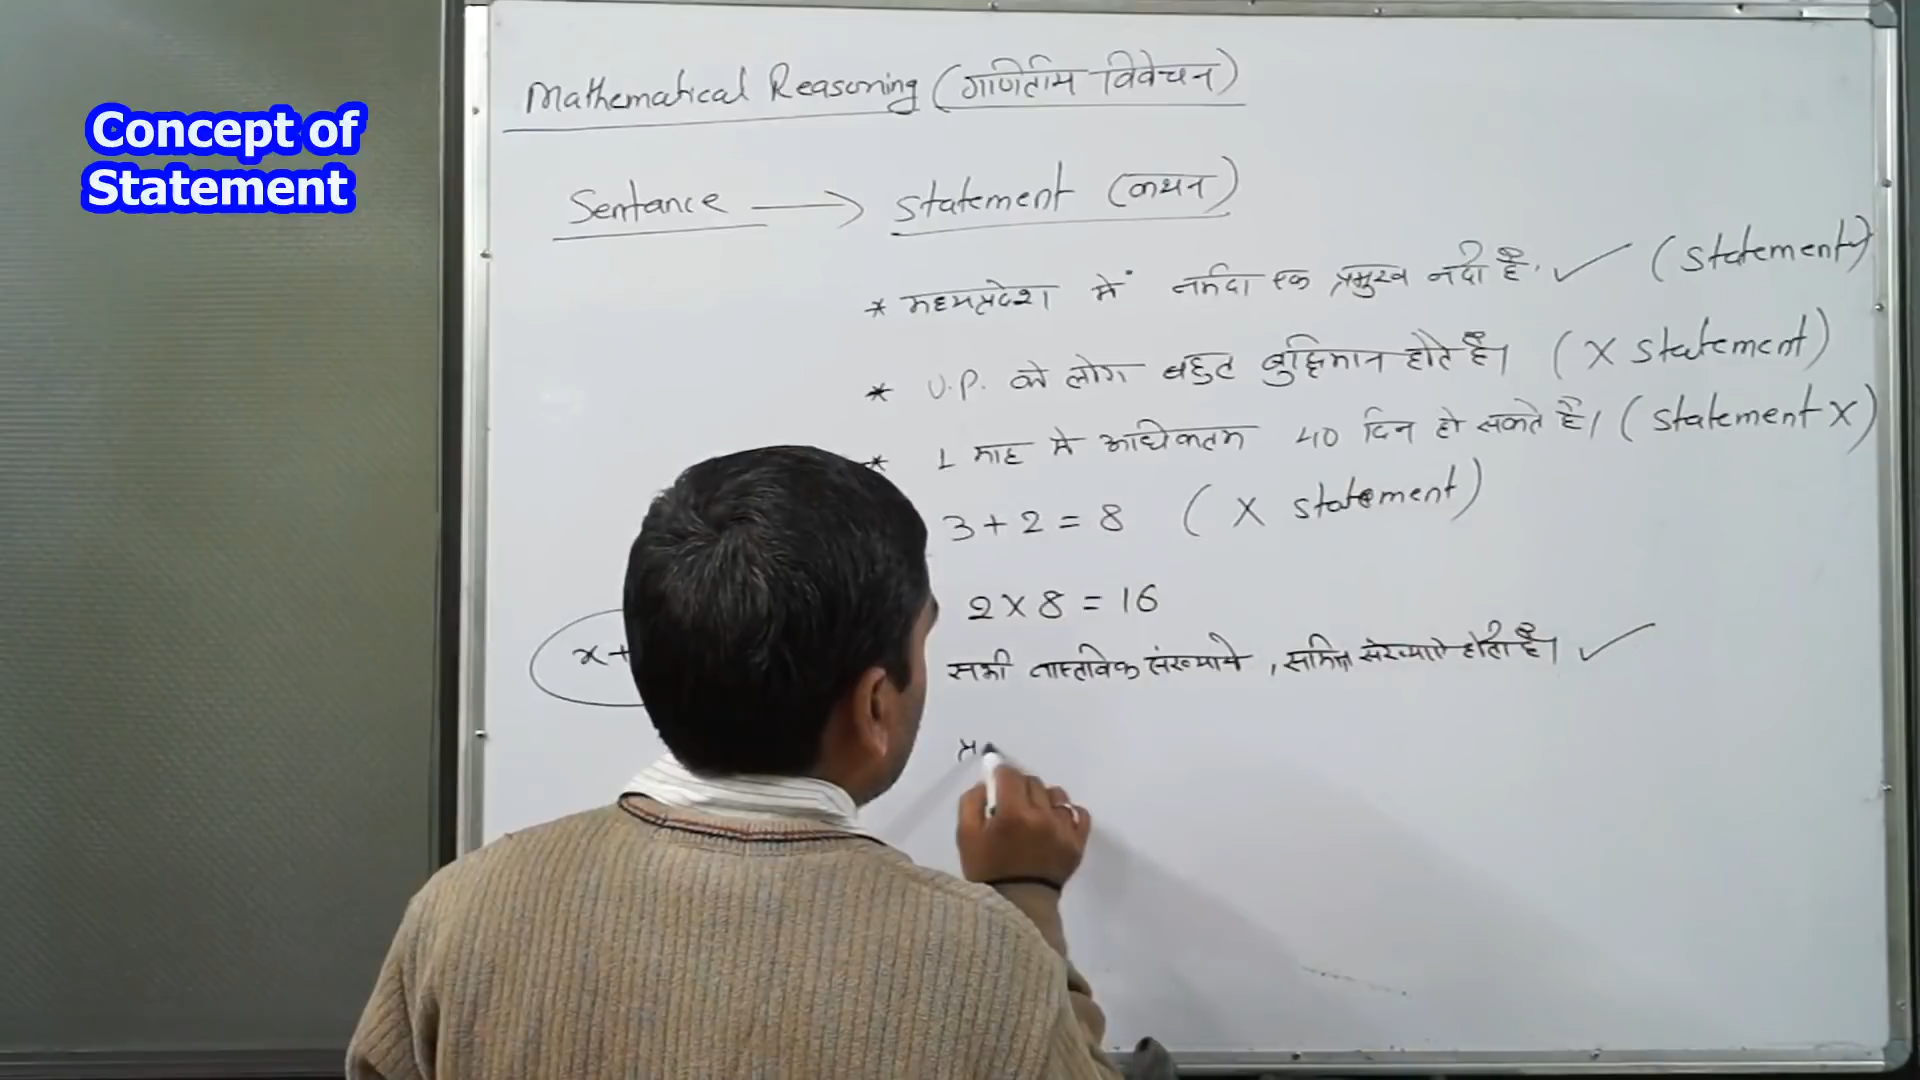 Concept of
Statement
Mathematical Reasoning (गणितीय विवेचन)
Sentance → Statement (कथन)
* मध्यप्रदेश में नर्मदा एक प्रमुख नदी है. ✓ (Statement)
* U.P. के लोग बहुत बुद्धिमान होते है। (X Statement)
* 1 माह मे अधिकतम 40 दिन हो सकते है। (Statement X)
3 + 2 = 8 (X Statement)
2 × 8 = 16
x+
सभी वास्तविक संख्याये, सम्मिश्र संख्याऐ होती है। ✓